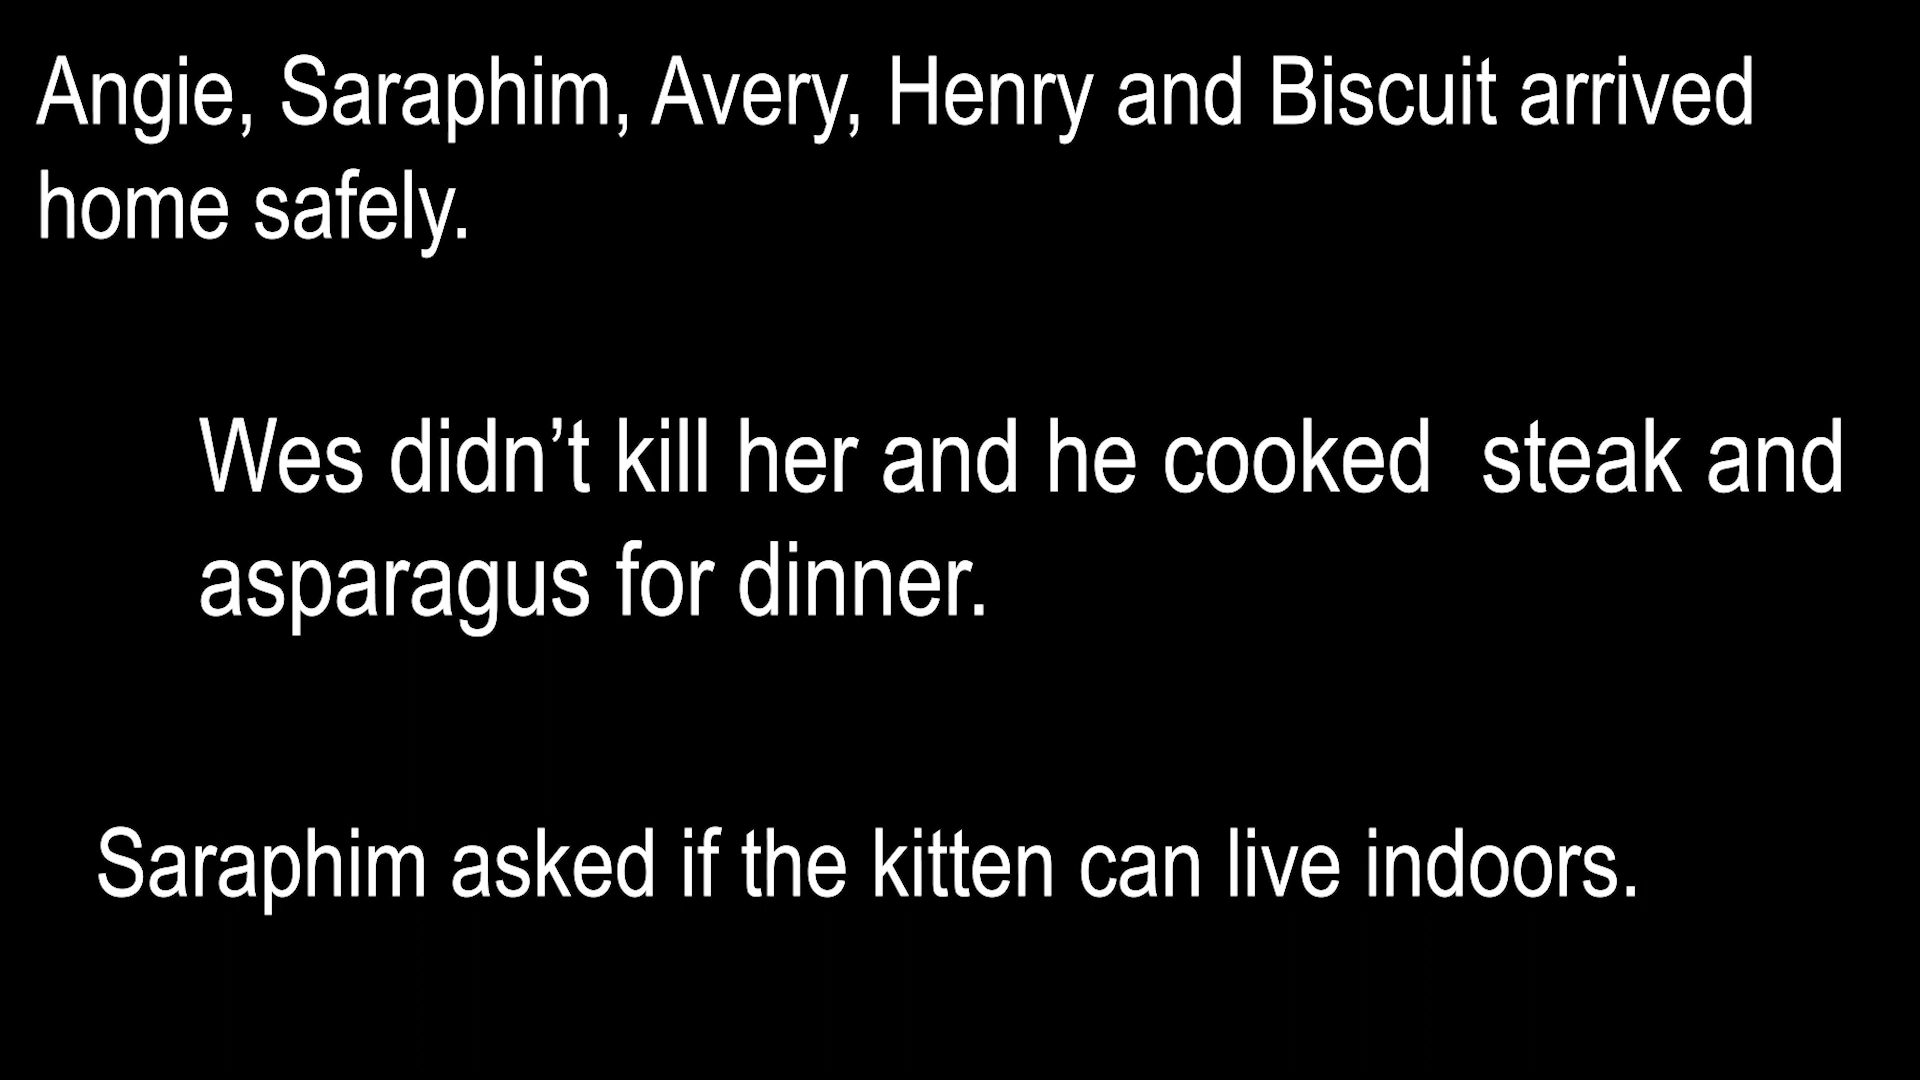 Angie, Saraphim, Avery, Henry and Biscuit arrived
home safely.
Wes didn’t kill her and he cooked  steak and
asparagus for dinner.
Saraphim asked if the kitten can live indoors.